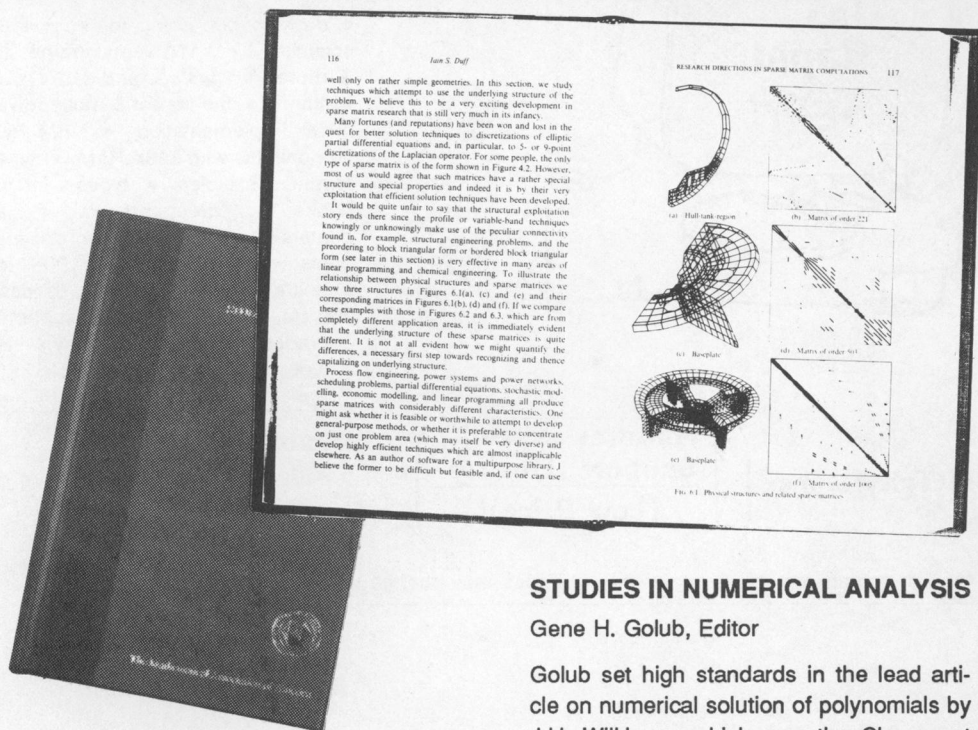 116
Iain S. Duff
well only on rather simple geometries. In this section, we study
techniques which attempt to use the underlying structure of the
problem. We believe this to be a very exciting development in
sparse matrix research that is still very much in its infancy.
Many fortunes (and reputations) have been won and lost in the
quest for better solution techniques to discretizations of elliptic
partial differential equations and, in particular, to 5- or 9-point
discretizations of the Laplacian operator. For some people, the only
type of sparse matrix is of the form shown in Figure 4.2. However,
most of us would agree that such matrices have a rather special
structure and special properties and indeed it is by their very
exploitation that efficient solution techniques have been developed.
It would be quite unfair to say that the structural exploitation
story ends there since the profile or variable-band techniques
knowingly or unknowingly make use of the peculiar connectivity
found in, for example, structural engineering problems, and the
preordering to block triangular form or bordered block triangular
form (see later in this section) is very effective in many areas of
linear programming and chemical engineering. To illustrate the
relationship between physical structures and sparse matrices we
show three structures in Figures 6.1(a), (c) and (e) and their
corresponding matrices in Figures 6.1(b), (d) and (f). If we compare
these examples with those in Figures 6.2 and 6.3, which are from
completely different application areas, it is immediately evident
that the underlying structure of these sparse matrices is quite
different. It is not at all evident how we might quantify the
differences, a necessary first step towards recognizing and thence
capitalizing on underlying structure.
Process flow engineering, power systems and power networks,
scheduling problems, partial differential equations, stochastic mod-
elling, economic modelling, and linear programming all produce
sparse matrices with considerably different characteristics. One
might ask whether it is feasible or worthwhile to attempt to develop
general-purpose methods, or whether it is preferable to concentrate
on just one problem area (which may itself be very diverse) and
develop highly efficient techniques which are almost inapplicable
elsewhere. As an author of software for a multipurpose library, I
believe the former to be difficult but feasible and, if one can use
RESEARCH DIRECTIONS IN SPARSE MATRIX COMPUTATIONS 117
(a) Hull-tank-region
(b) Matrix of order 221
(c) Baseplate
(d) Matrix of order
(e) Baseplate
(f) Matrix of order 1005
FIG. 6.1 Physical structures and related sparse matrices
The Mathematical Association of America
STUDIES IN NUMERICAL ANALYSIS
Gene H. Golub, Editor
Golub set high standards in the lead arti-
cle on numerical solution of polynomials by